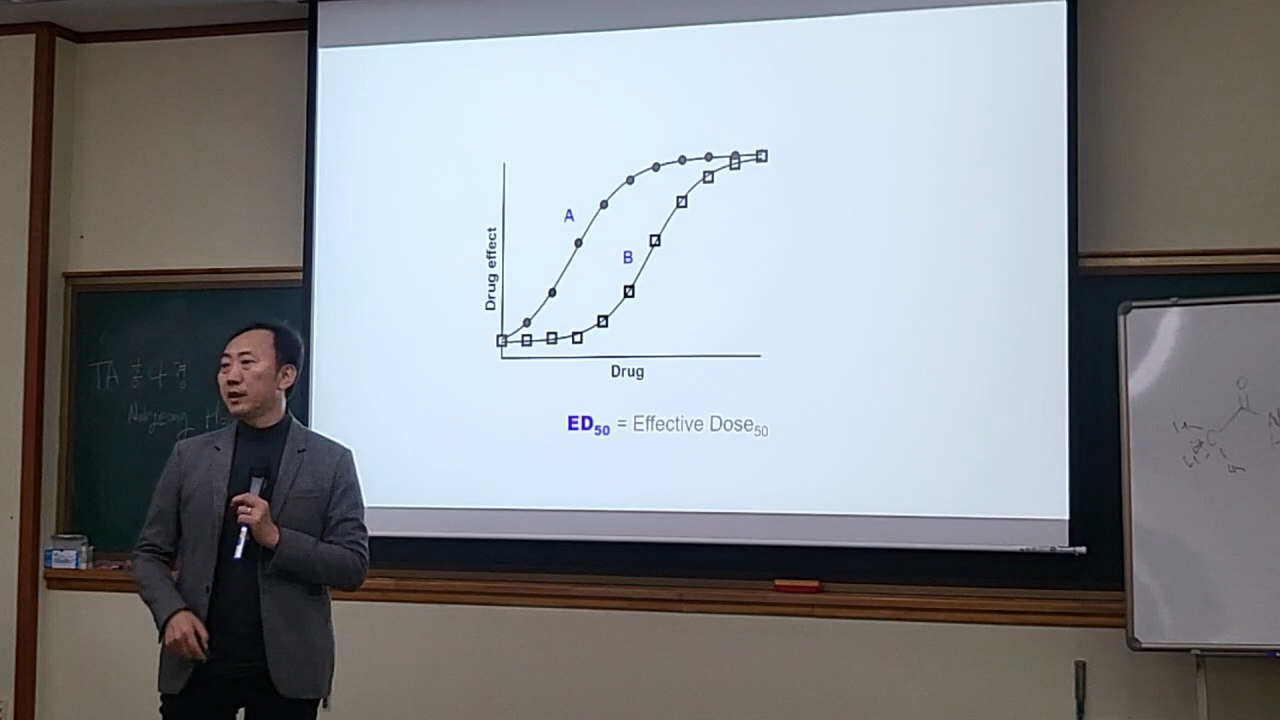 A
B
Drug effect
Drug
ED50 = Effective Dose50
TA 홍수경
O